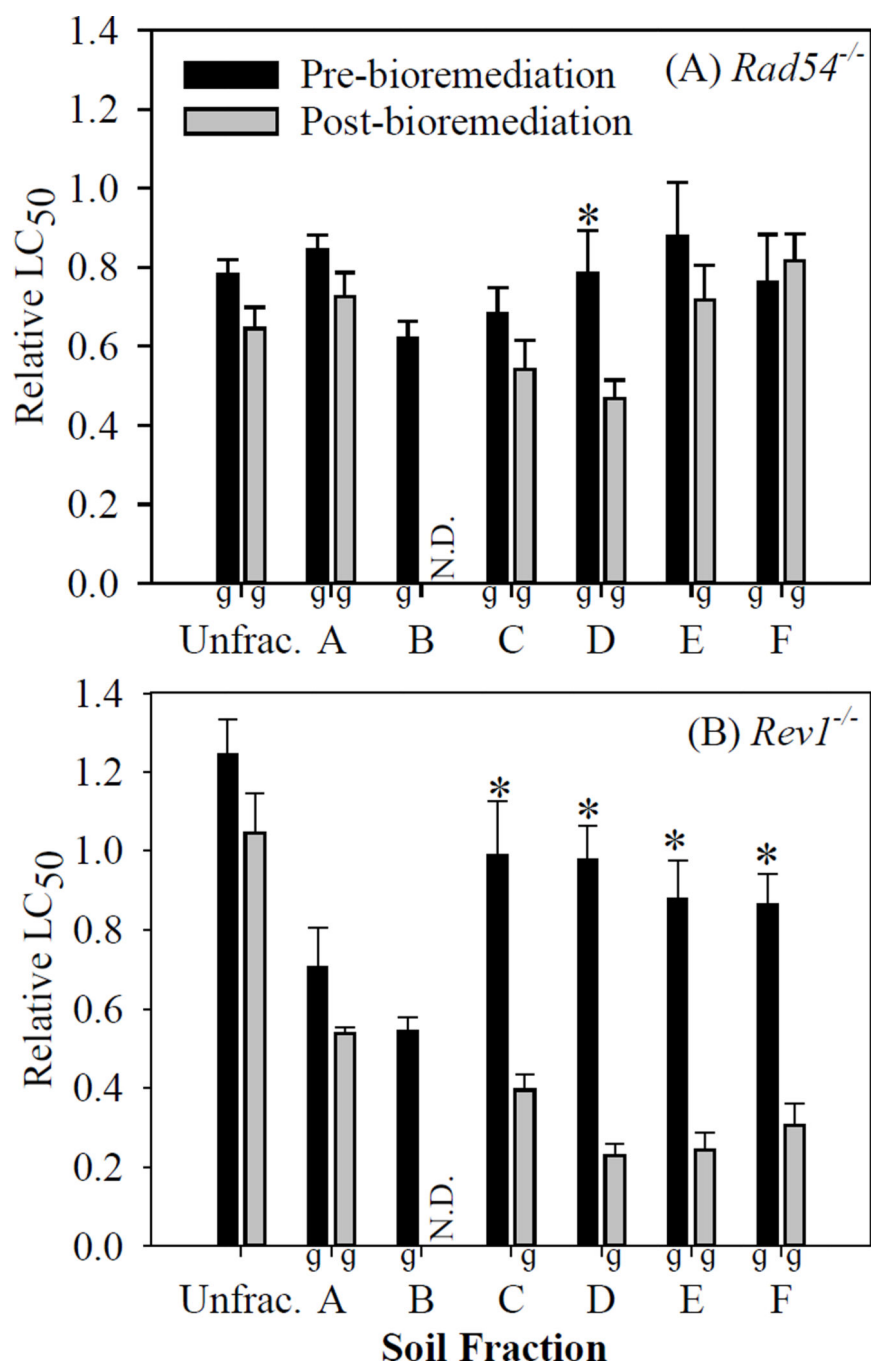 1.4
1.2
1.0
0.8
0.6
0.4
0.2
0.0
Relative LC50
Pre-bioremediation
Post-bioremediation
(A) Rad54-/-
*
N.D.
g g g g g g g g g g g g
Unfrac. A B C D E F
1.4
1.2
1.0
0.8
0.6
0.4
0.2
0.0
Relative LC50
(B) Rev1-/-
* * * *
N.D.
g g g g g g g g g
Unfrac. A B C D E F
Soil Fraction